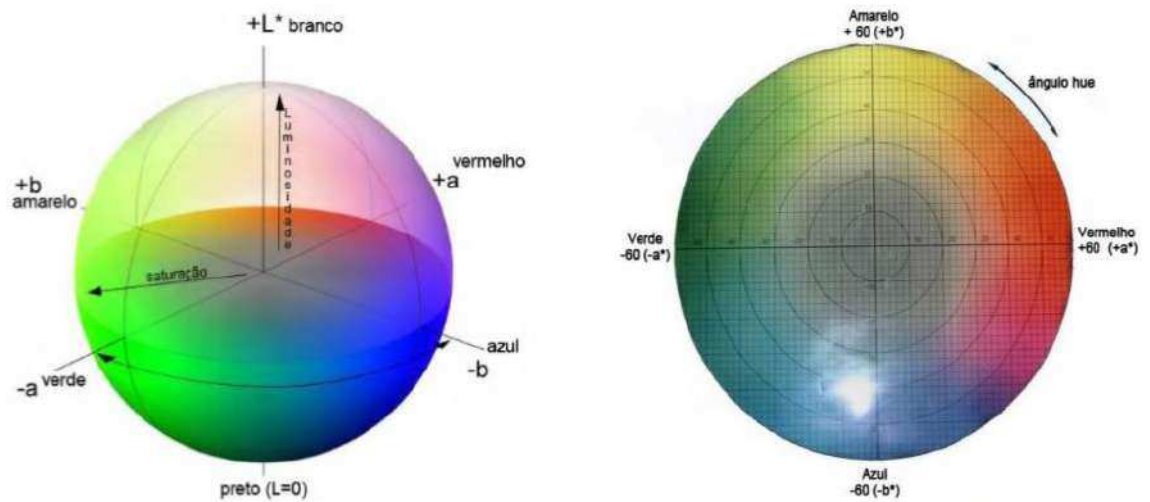 +L* branco
Luminosidade
vermelho
+a
+b
amarelo
saturação
azul
-b
-a verde
preto (L=0)
Amarelo
+ 60 (+b*)
ângulo hue
Verde
-60 (-a*)
Vermelho
+60 (+a*)
Azul
-60 (-b*)